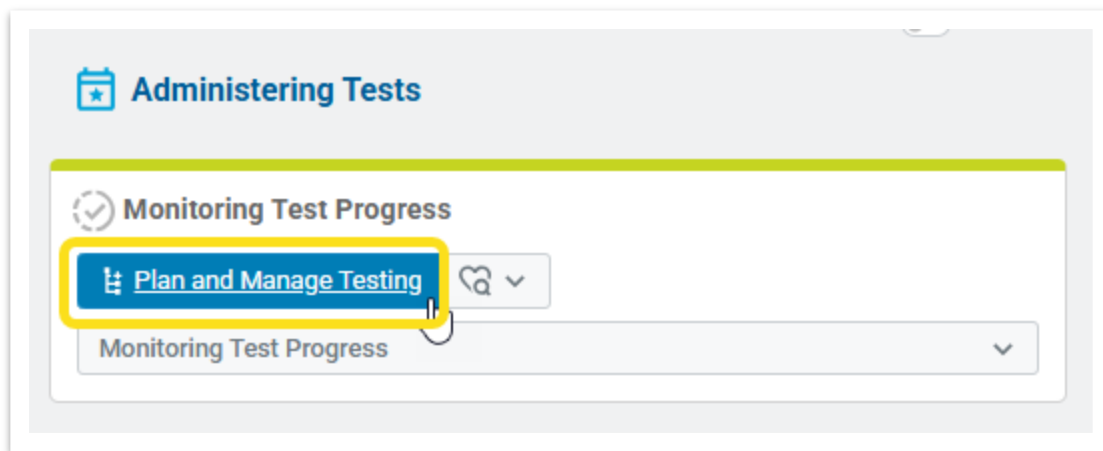 Administering Tests
Monitoring Test Progress
Plan and Manage Testing
Monitoring Test Progress